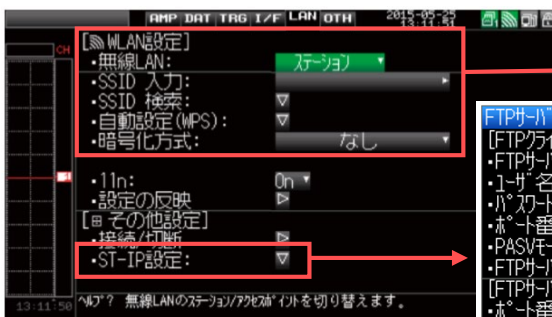 AMP DAT TRG I/F LAN OTH 2015-05-25 13:11:51
CH
[WLAN設定]
・無線LAN: ステーション
・SSID 入力:
・SSID 検索:
・自動設定(WPS):
・暗号化方式: なし
・11n: On
・設定の反映
[その他設定]
・接続/切断
・ST-IP設定:
13:11:50 ヘルプ? 無線LANのステーション/アクセスポイントを切り替えます。
FTPサーバ
[FTPクライ
・FTPサーバ
・ユーザ名
・パスワード
・ポート番
・PASVモー
・FTPサーバ
[FTPサーバ
・ポート番